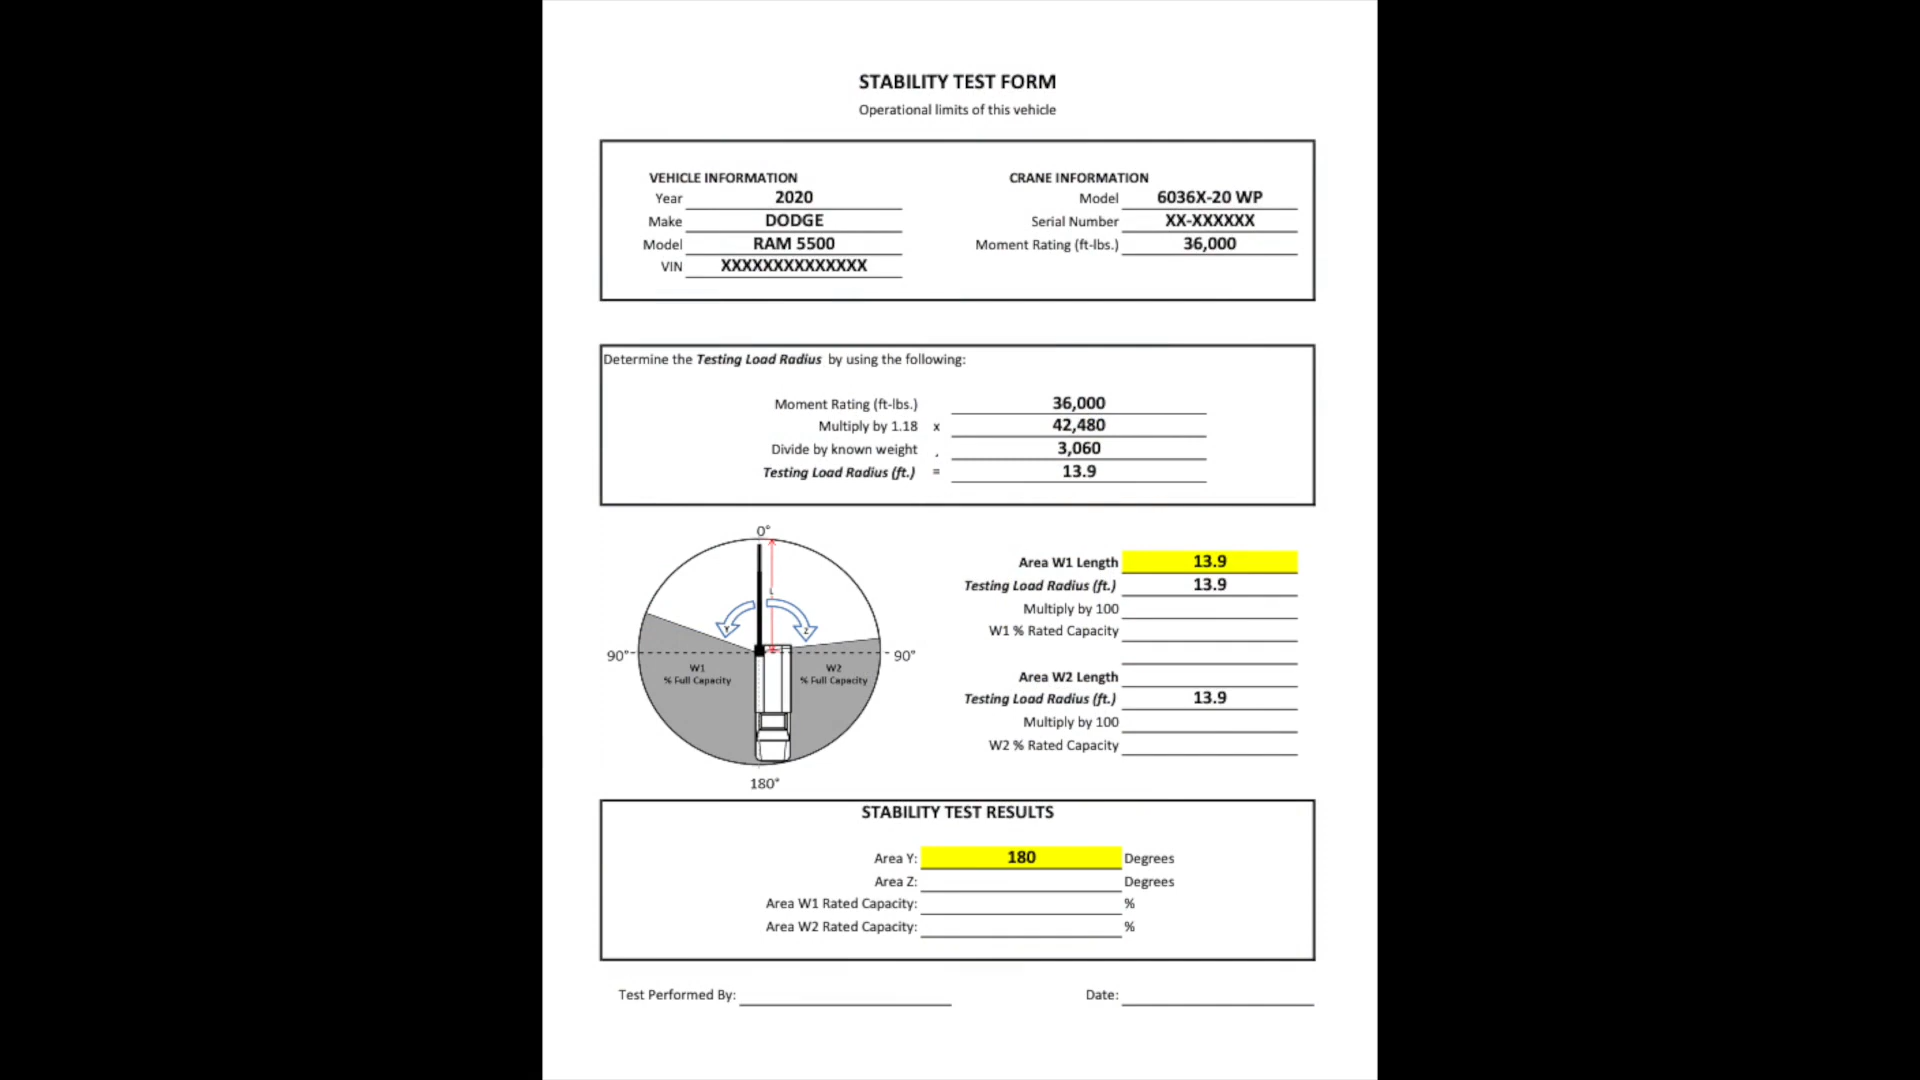 STABILITY TEST FORM
Operational limits of this vehicle
VEHICLE INFORMATION
Year 2020
Make DODGE
Model RAM 5500
VIN XXXXXXXXXXXXXX
CRANE INFORMATION
Model 6036X-20 WP
Serial Number XX-XXXXXX
Moment Rating (ft-lbs.) 36,000
Determine the Testing Load Radius by using the following:
Moment Rating (ft-lbs.) 36,000
Multiply by 1.18 x 42,480
Divide by known weight , 3,060
Testing Load Radius (ft.) = 13.9
0°
L
Y Z
90° 90°
W1
% Full Capacity
W2
% Full Capacity
180°
Area W1 Length 13.9
Testing Load Radius (ft.) 13.9
Multiply by 100
W1 % Rated Capacity
Area W2 Length
Testing Load Radius (ft.) 13.9
Multiply by 100
W2 % Rated Capacity
STABILITY TEST RESULTS
Area Y: 180 Degrees
Area Z: Degrees
Area W1 Rated Capacity: %
Area W2 Rated Capacity: %
Test Performed By:
Date: